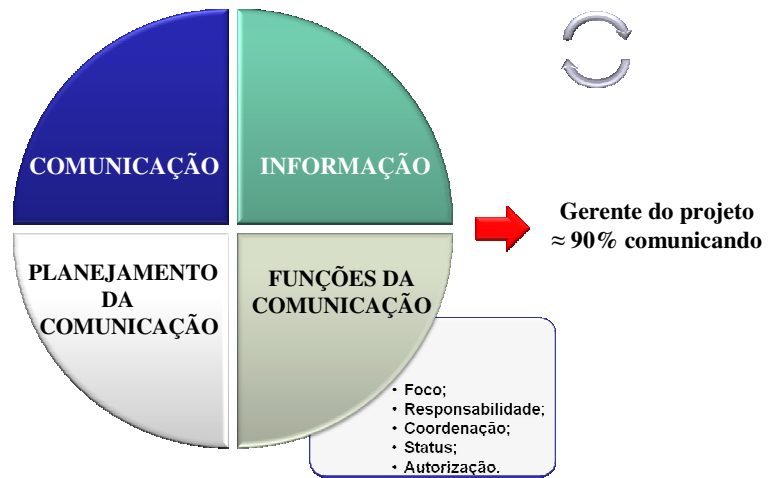 COMUNICAÇÃO
INFORMAÇÃO
Gerente do projeto
≈ 90% comunicando
PLANEJAMENTO
DA
COMUNICAÇÃO
FUNÇÕES DA
COMUNICAÇÃO
• Foco;
• Responsabilidade;
• Coordenação;
• Status;
• Autorização.